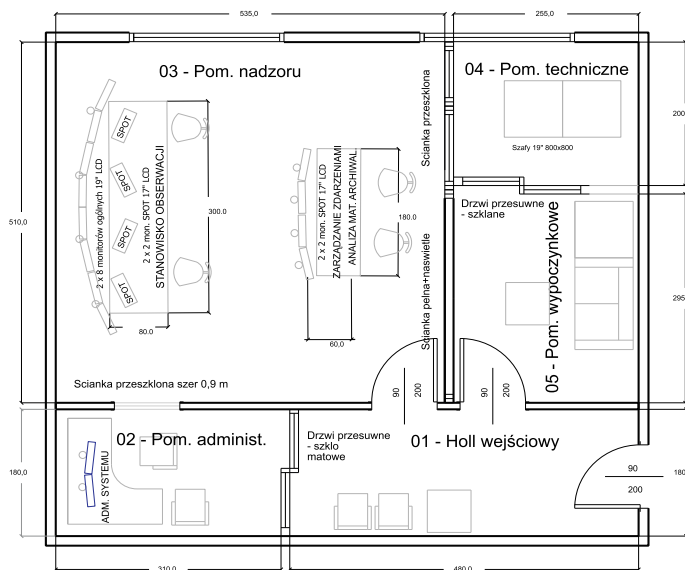 535,0
255,0
03 - Pom. nadzoru
04 - Pom. techniczne
Szafy 19" 800x800
200
Scianka przeszklona
SPOT
SPOT
SPOT
SPOT
2 x 8 monitorów ogólnych 19" LCD
2 x 2 mon. SPOT 17" LCD
STANOWISKO OBSERWACJI
300.0
80.0
2 x 2 mon. SPOT 17" LCD
ZARZĄDZANIE ZDARZENIAMI
ANALIZA MAT. ARCHIWAL.
180.0
60,0
510,0
Drzwi przesuwne
- szklane
05 - Pom. wypoczynkowe
295
Scianka pełna+naswietle
Scianka przeszklona szer 0,9 m
90
200
90
200
02 - Pom. administ.
ADM. SYSTEMU
Drzwi przesuwne
- szklo
matowe
01 - Holl wejściowy
90
200
180,0
180
310,0
480,0